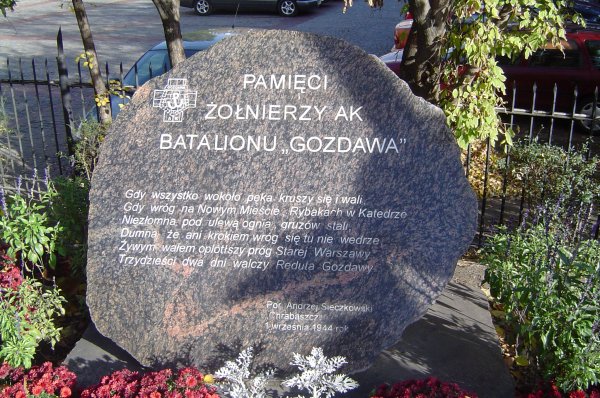 PAMIĘCI
ŻOŁNIERZY AK
BATALIONU „GOZDAWA"
Gdy wszystko wokoło pęka kruszy się i wali
Gdy wróg na Nowym Mieście, Rybakach w Katedrze
Niezłomna pod ulewą ognia, gruzów stali
Dumna, że ani krokiem wróg się tu nie wedrze
Żywym wałem oplótłszy próg Starej Warszawy
Trzydzieści dwa dni walczy Reduta Gozdawy
Por. Andrzej Sieczkowski
"Chrabąszcz"
1 września 1944 rok